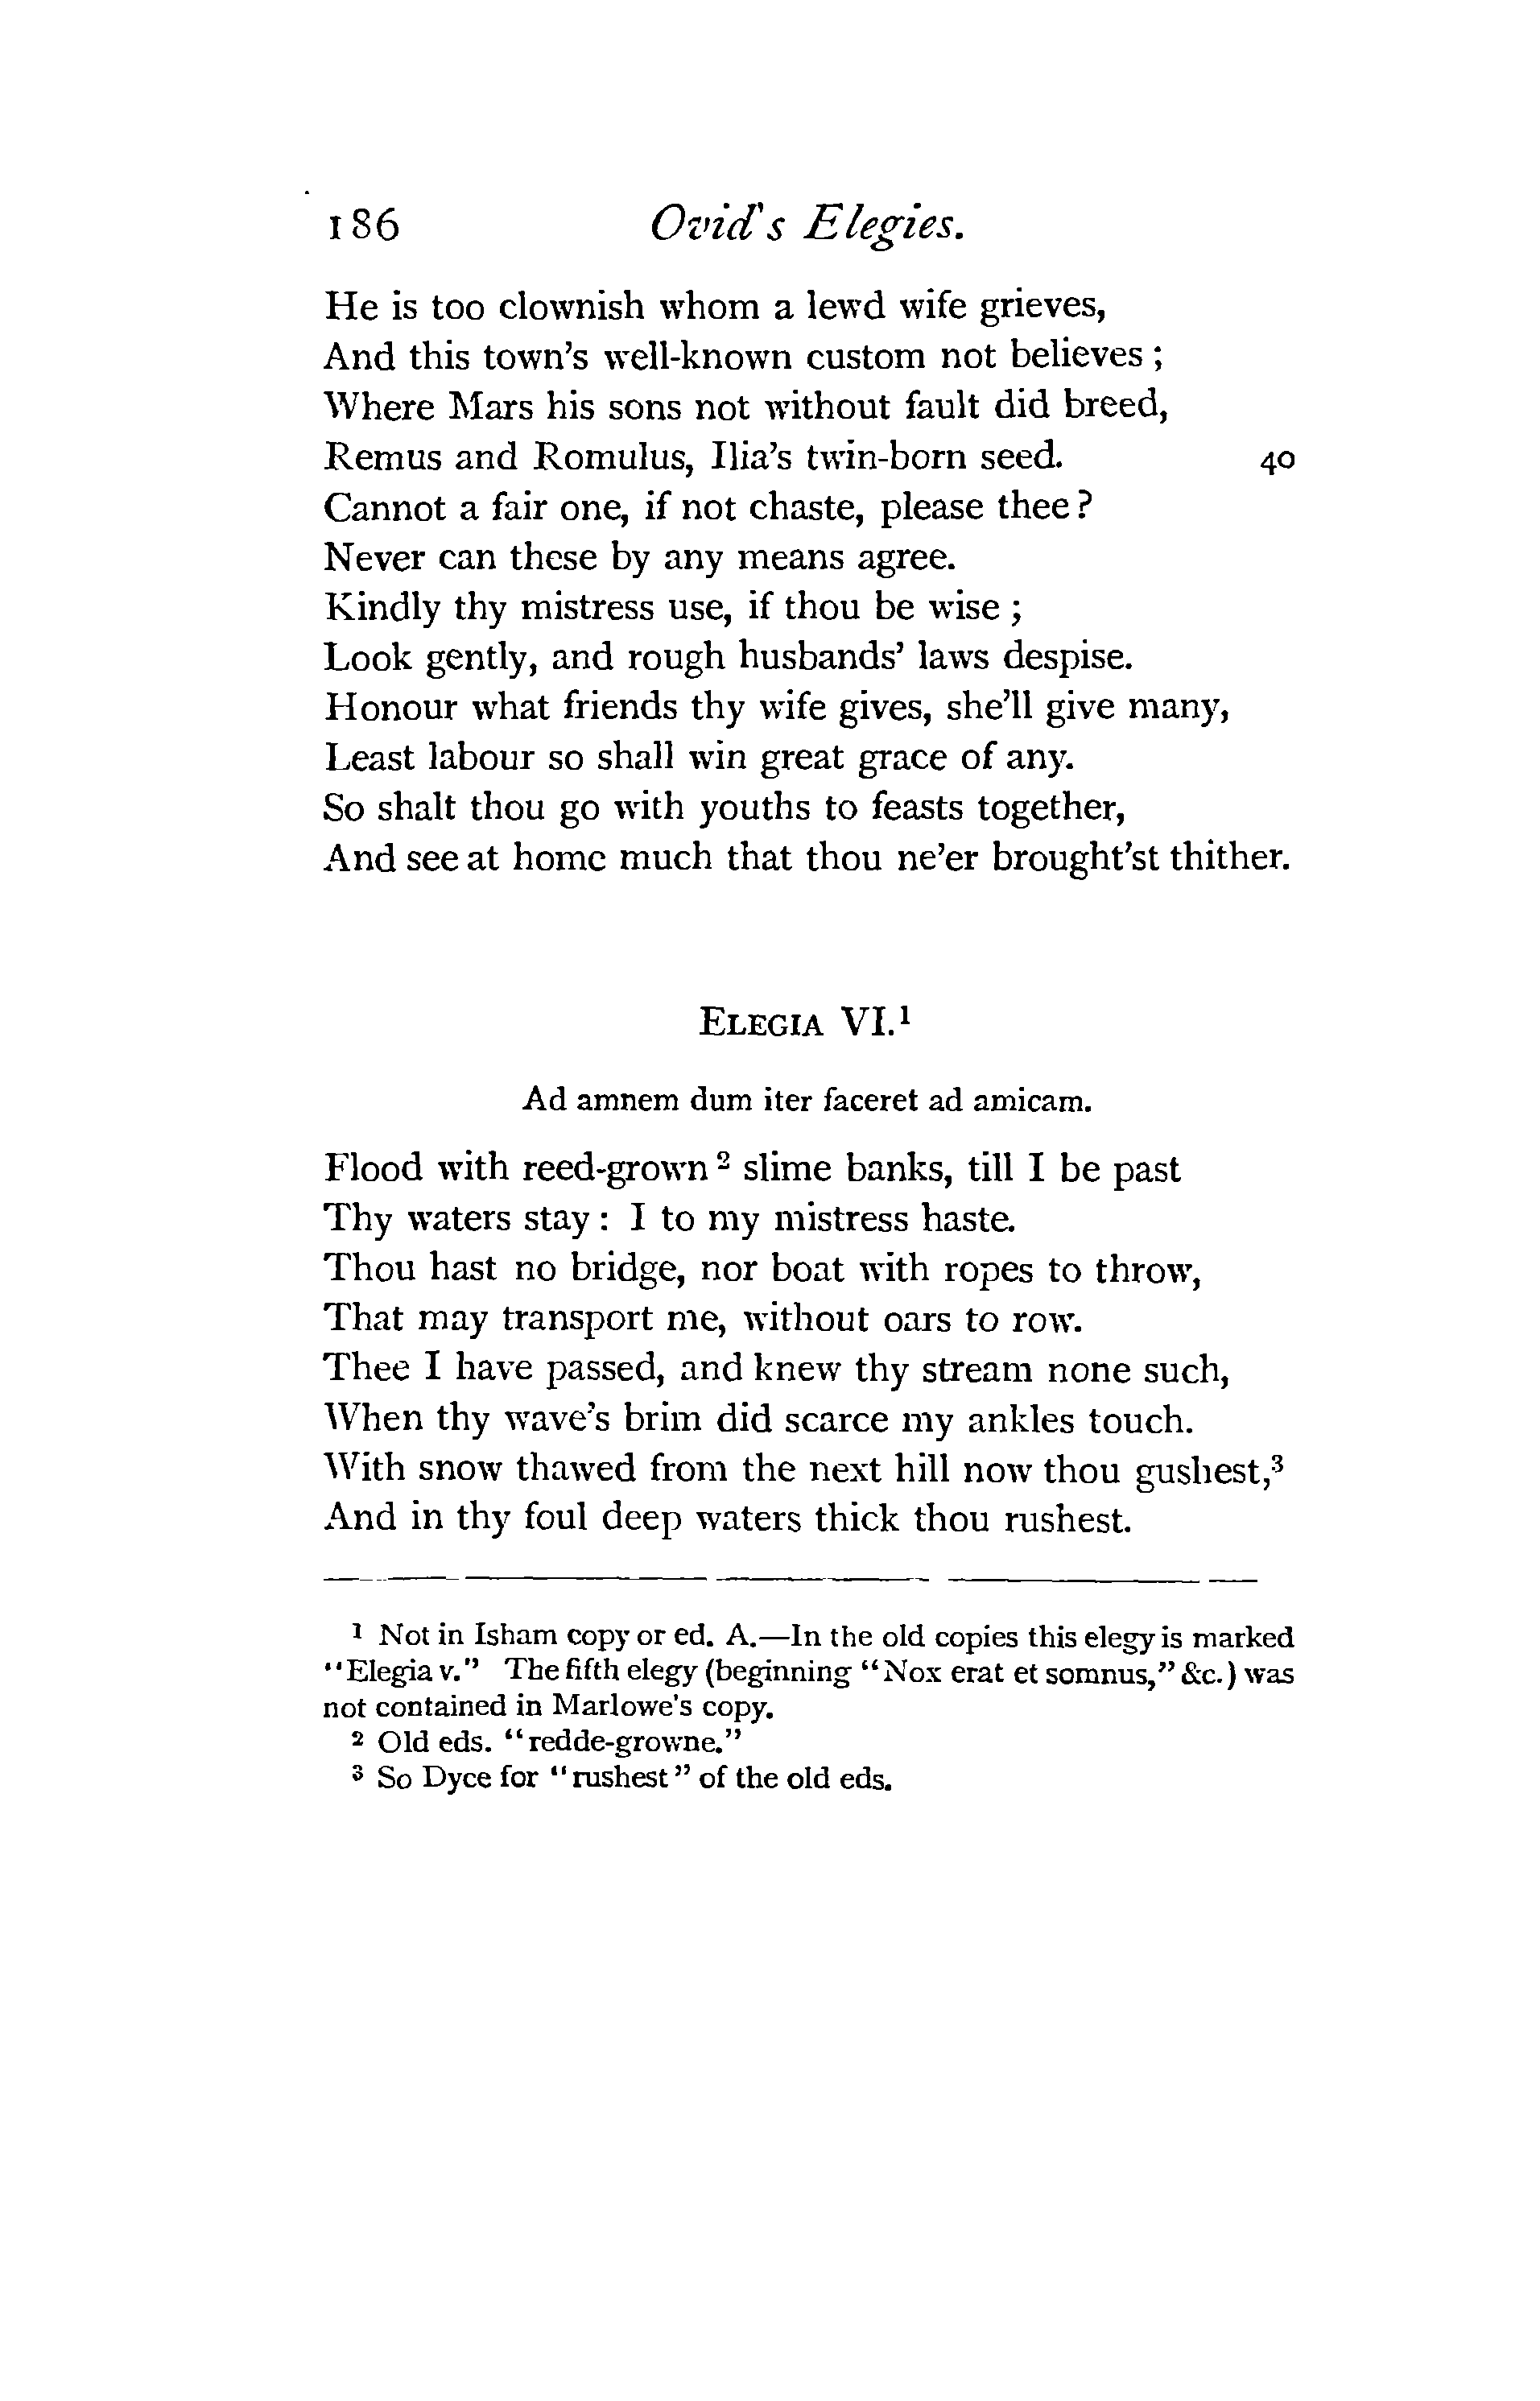 186 Ovid's Elegies.
He is too clownish whom a lewd wife grieves,
And this town's well-known custom not believes ;
Where Mars his sons not without fault did breed,
Remus and Romulus, Ilia's twin-born seed. 40
Cannot a fair one, if not chaste, please thee ?
Never can these by any means agree.
Kindly thy mistress use, if thou be wise ;
Look gently, and rough husbands' laws despise.
Honour what friends thy wife gives, she'll give many,
Least labour so shall win great grace of any.
So shalt thou go with youths to feasts together,
And see at home much that thou ne'er brought'st thither.
ELEGIA VI.¹
Ad amnem dum iter faceret ad amicam.
Flood with reed-grown ² slime banks, till I be past
Thy waters stay : I to my mistress haste.
Thou hast no bridge, nor boat with ropes to throw,
That may transport me, without oars to row.
Thee I have passed, and knew thy stream none such,
When thy wave's brim did scarce my ankles touch.
With snow thawed from the next hill now thou gushest,³
And in thy foul deep waters thick thou rushest.
¹ Not in Isham copy or ed. A.—In the old copies this elegy is marked
"Elegia v." The fifth elegy (beginning "Nox erat et somnus," &c.) was
not contained in Marlowe's copy.
² Old eds. "redde-growne."
³ So Dyce for "rushest" of the old eds.